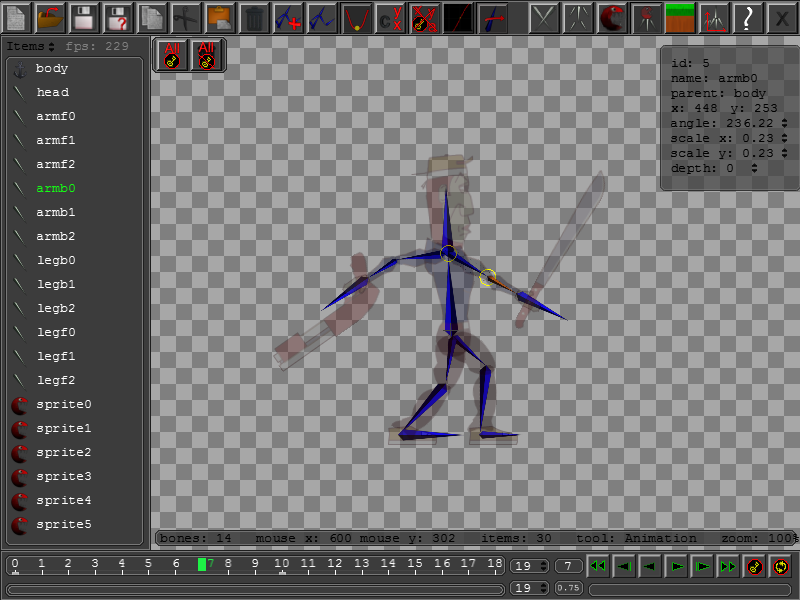 c y x
Items fps: 229
All All
body
head
armf0
armf1
armf2
armb0
armb1
armb2
legb0
legb1
legb2
legf0
legf1
legf2
sprite0
sprite1
sprite2
sprite3
sprite4
sprite5
id: 5
name: armb0
parent: body
x: 448 y: 253
angle: 236.22
scale x: 0.23
scale y: 0.23
depth: 0
bones: 14 mouse x: 600 mouse y: 302 items: 30 tool: Animation zoom: 100%
0 1 2 3 4 5 6 7 8 9 10 11 12 13 14 15 16 17 18 19 7
19 0.75